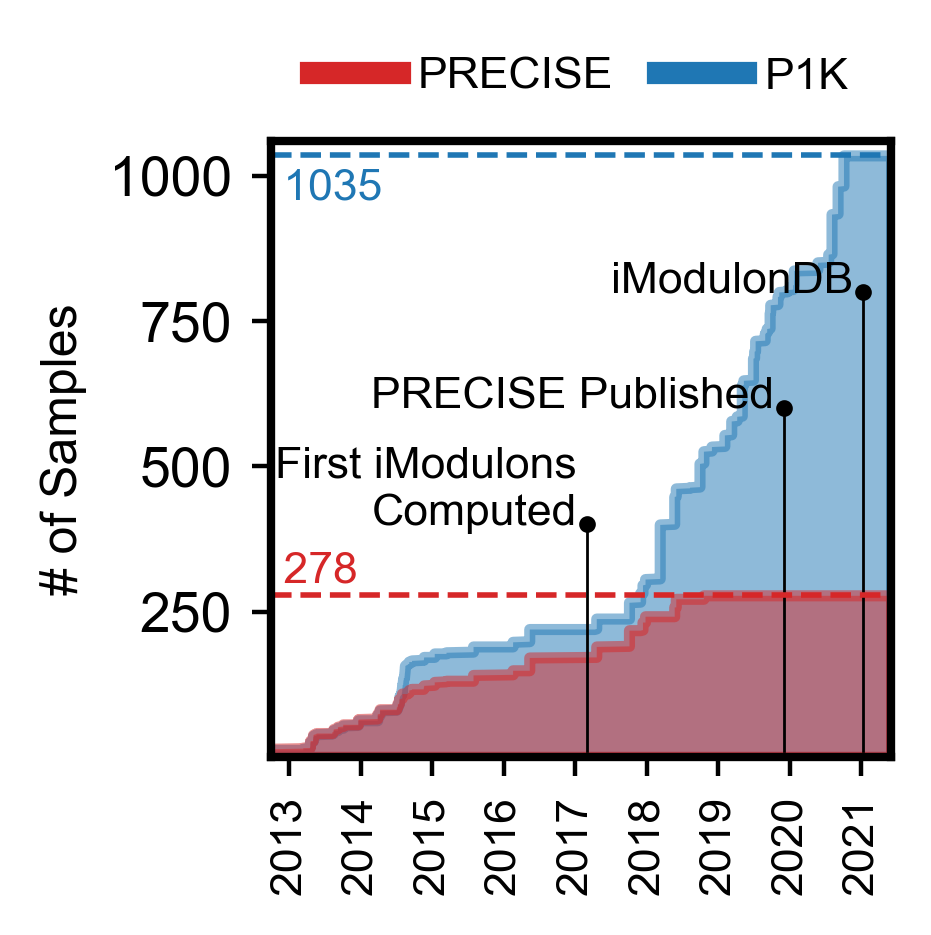 PRECISE P1K
1000
1035
iModulonDB
750
PRECISE Published
First iModulons
500
Computed
278
250
# of Samples
2013 2014 2015 2016 2017 2018 2019 2020 2021